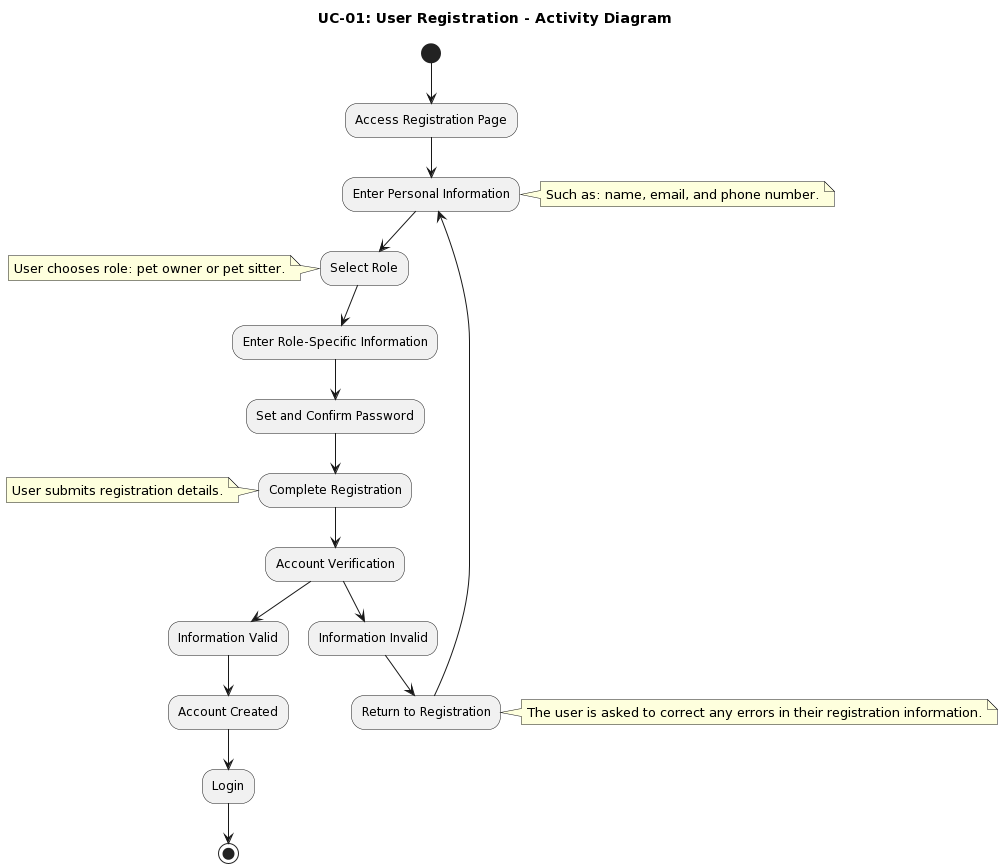 UC-01: User Registration - Activity Diagram
Access Registration Page
Enter Personal Information
Such as: name, email, and phone number.
User chooses role: pet owner or pet sitter.
Select Role
Enter Role-Specific Information
Set and Confirm Password
User submits registration details.
Complete Registration
Account Verification
Information Valid
Information Invalid
Account Created
Return to Registration
The user is asked to correct any errors in their registration information.
Login